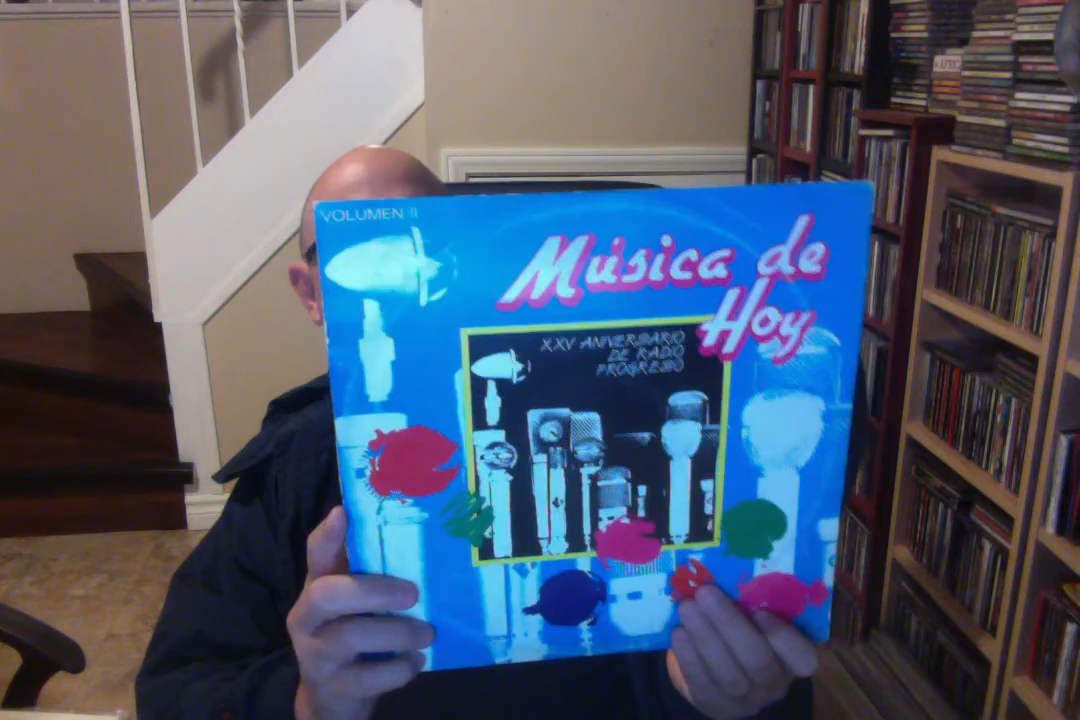 VOLUMEN II
Música de
Hoy
XXV ANIVERSARIO
DE RADIO
PROGRESO